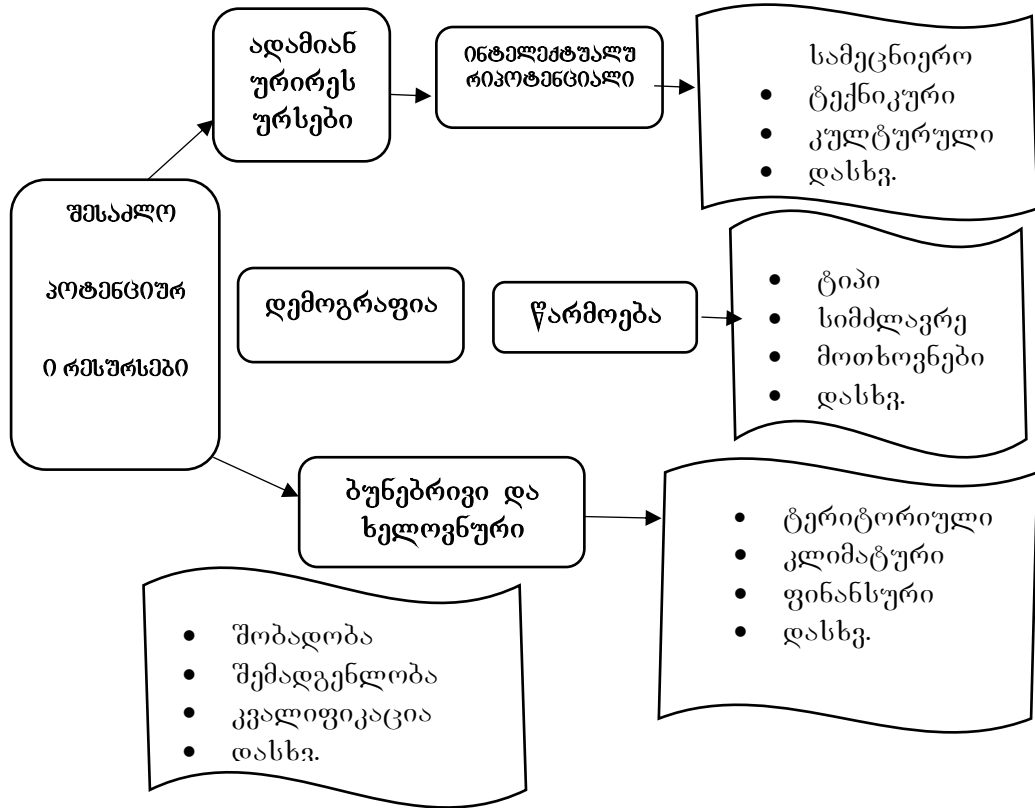 ადამიან
ურირეს
ურსები
ინტელექტუალუ
რიპოტენციალი
სამეცნიერო
• ტექნიკური
• კულტურული
• დასხვ.
შესაძლო
პოტენციურ
ი რესურსები
დემოგრაფია
წარმოება
• ტიპი
• სიმძლავრე
• მოთხოვნები
• დასხვ.
ბუნებრივი და
ხელოვნური
• ტერიტორიული
• კლიმატური
• ფინანსური
• დასხვ.
• შობადობა
• შემადგენლობა
• კვალიფიკაცია
• დასხვ.